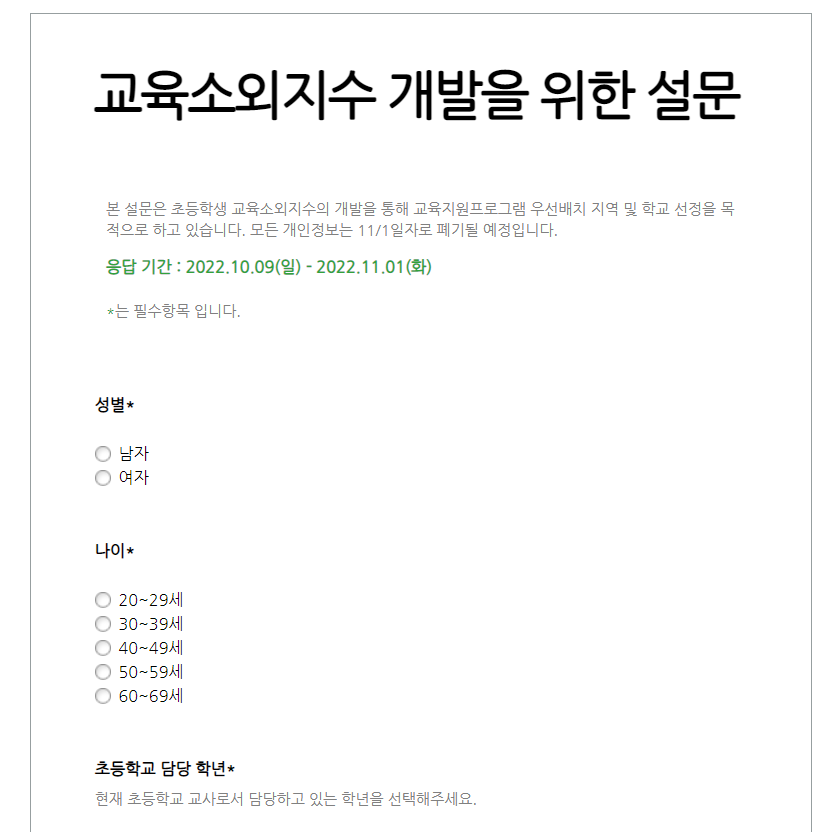 교육소외지수 개발을 위한 설문
본 설문은 초등학생 교육소외지수의 개발을 통해 교육지원프로그램 우선배치 지역 및 학교 선정을 목
적으로 하고 있습니다. 모든 개인정보는 11/1일자로 폐기될 예정입니다.
응답 기간 : 2022.10.09(일) - 2022.11.01(화)
*는 필수항목 입니다.
성별*
남자
여자
나이*
20~29세
30~39세
40~49세
50~59세
60~69세
초등학교 담당 학년*
현재 초등학교 교사로서 담당하고 있는 학년을 선택해주세요.